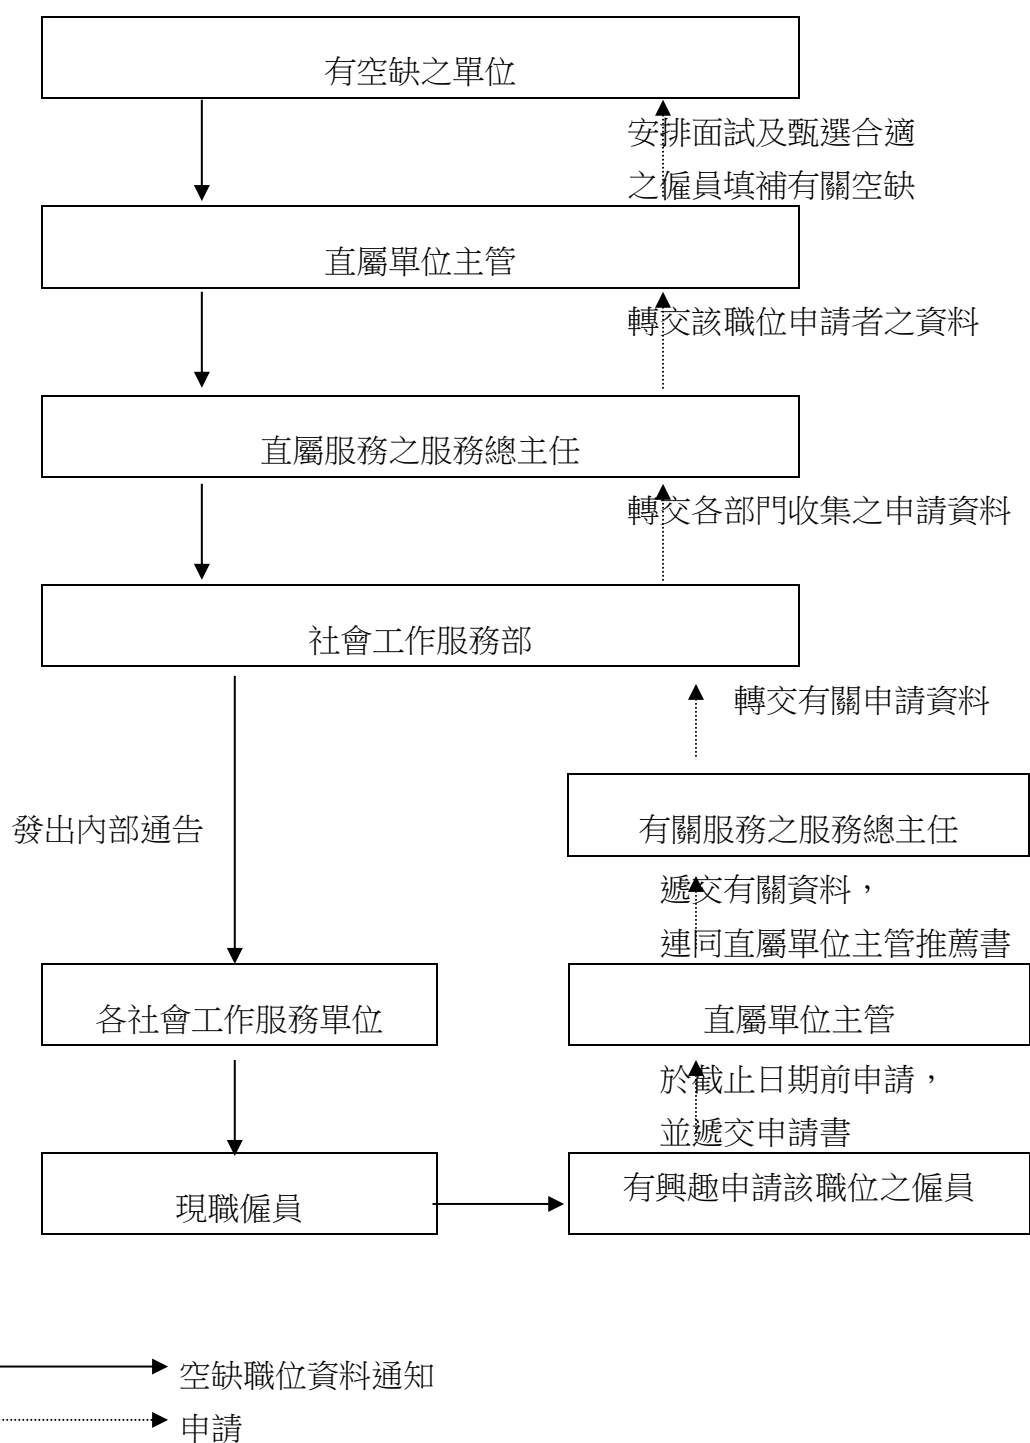 有空缺之單位
安排面試及甄選合適
之僱員填補有關空缺
直屬單位主管
轉交該職位申請者之資料
直屬服務之服務總主任
轉交各部門收集之申請資料
社會工作服務部
轉交有關申請資料
發出內部通告
有關服務之服務總主任
遞交有關資料，
連同直屬單位主管推薦書
各社會工作服務單位
直屬單位主管
於截止日期前申請，
並遞交申請書
現職僱員
有興趣申請該職位之僱員
空缺職位資料通知
申請